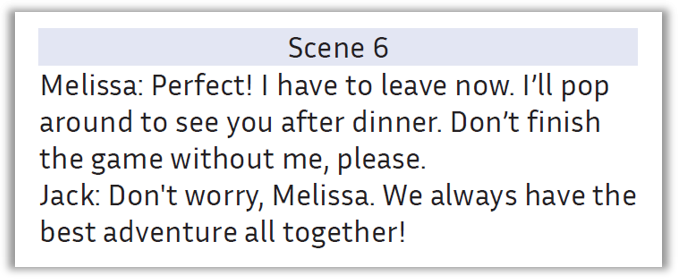 Scene 6
Melissa: Perfect! I have to leave now. I’ll pop
around to see you after dinner. Don’t finish
the game without me, please.
Jack: Don't worry, Melissa. We always have the
best adventure all together!